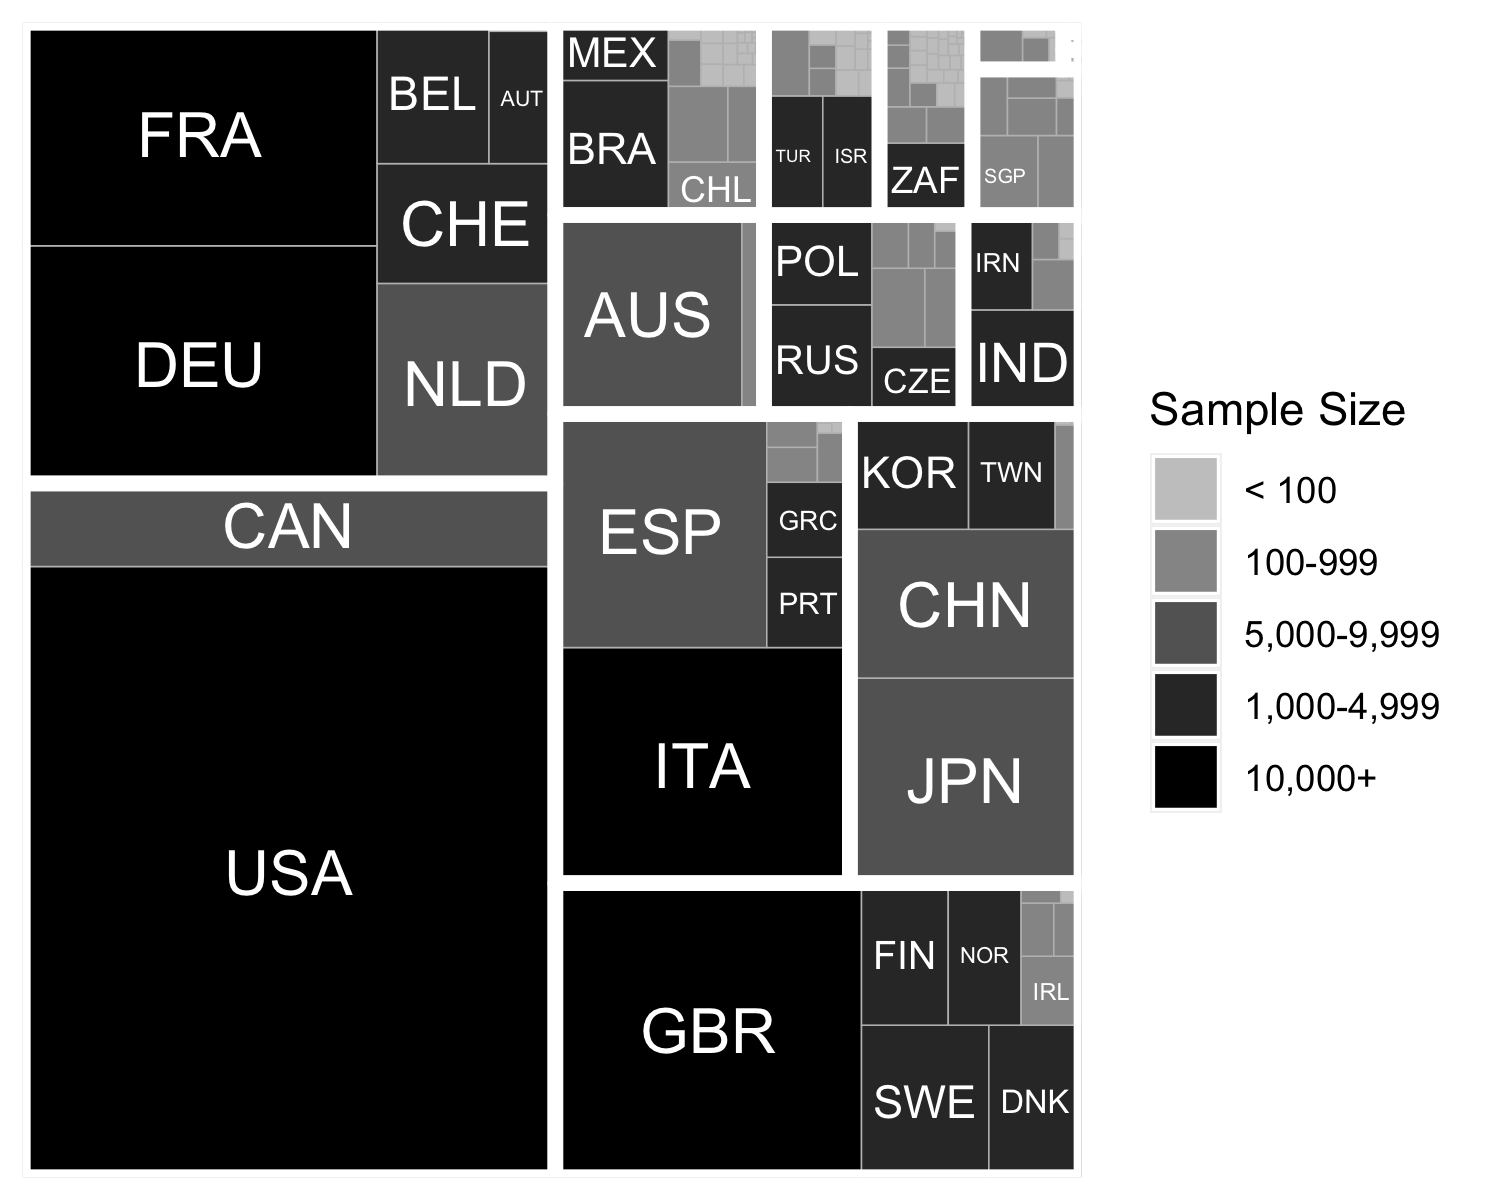 FRA
BEL
AUT
CHE
DEU
NLD
CAN
USA
MEX
BRA
CHL
TUR
ISR
ZAF
SGP
AUS
POL
RUS
CZE
IRN
IND
ESP
GRC
PRT
ITA
KOR
TWN
CHN
JPN
GBR
FIN
NOR
IRL
SWE
DNK
Sample Size
< 100
100-999
5,000-9,999
1,000-4,999
10,000+